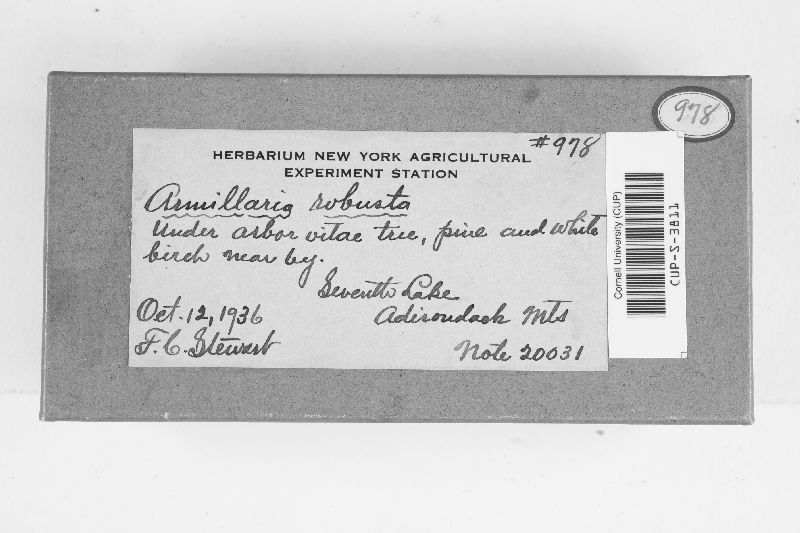 978
#978
HERBARIUM NEW YORK AGRICULTURAL
EXPERIMENT STATION
Armillaria robusta
Under arbor vitae tree, pine and white
birch near by.
Seventh Lake
Oct. 12, 1936 Adirondack Mts
F.C. Stewart Note 20031
Cornell University (CUP)
CUP-S-3811